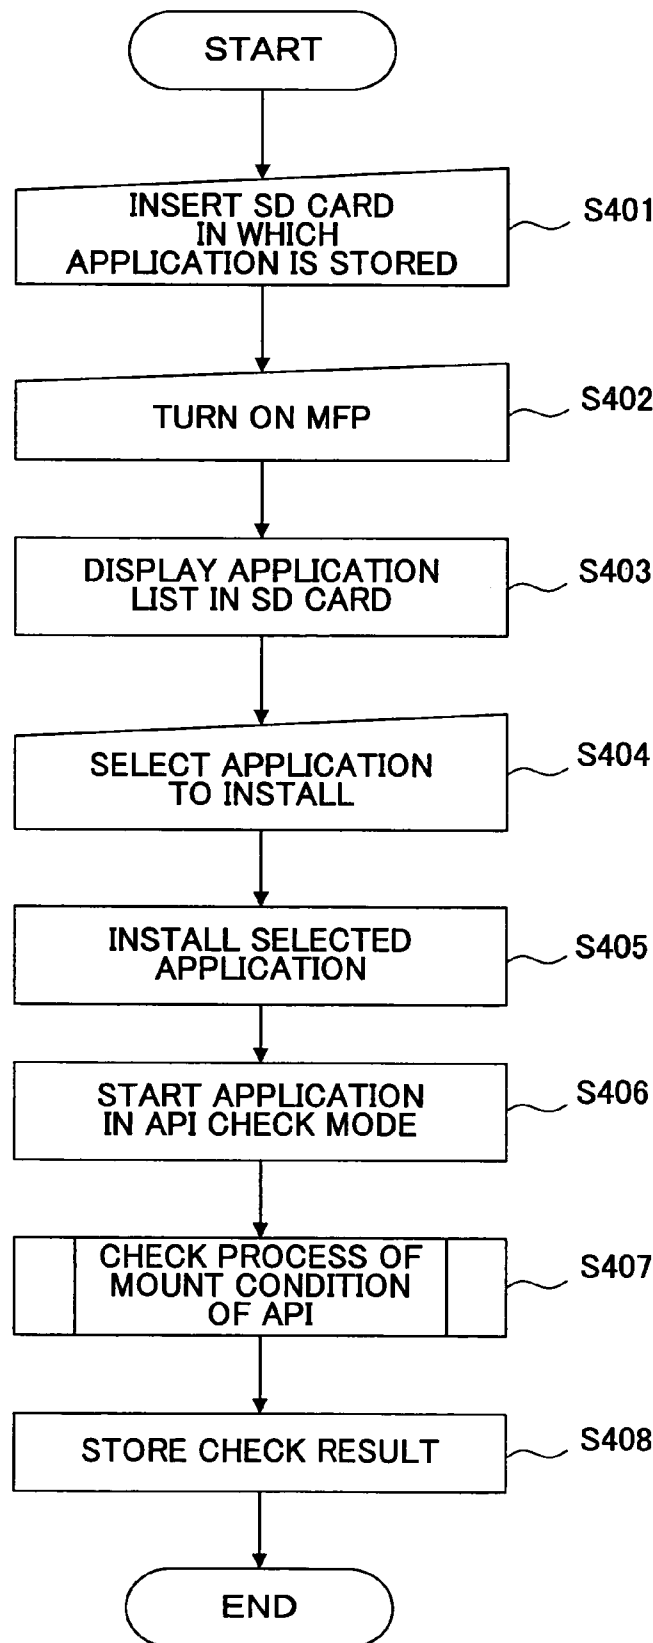 START
INSERT SD CARD
IN WHICH
APPLICATION IS STORED
S401
TURN ON MFP
S402
DISPLAY APPLICATION
LIST IN SD CARD
S403
SELECT APPLICATION
TO INSTALL
S404
INSTALL SELECTED
APPLICATION
S405
START APPLICATION
IN API CHECK MODE
S406
CHECK PROCESS OF
MOUNT CONDITION
OF API
S407
STORE CHECK RESULT
S408
END